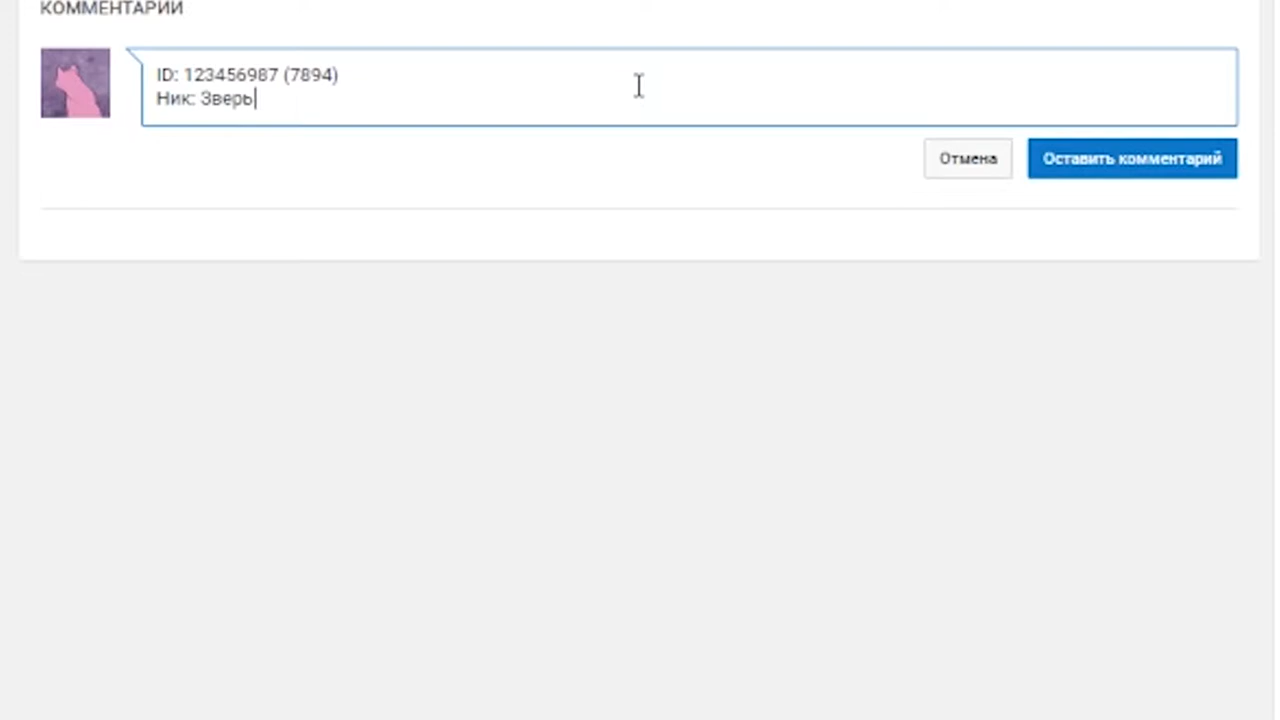 КОММЕНТАРИИ
ID: 123456987 (7894)
Ник: Зверь
Отмена
Оставить комментарий